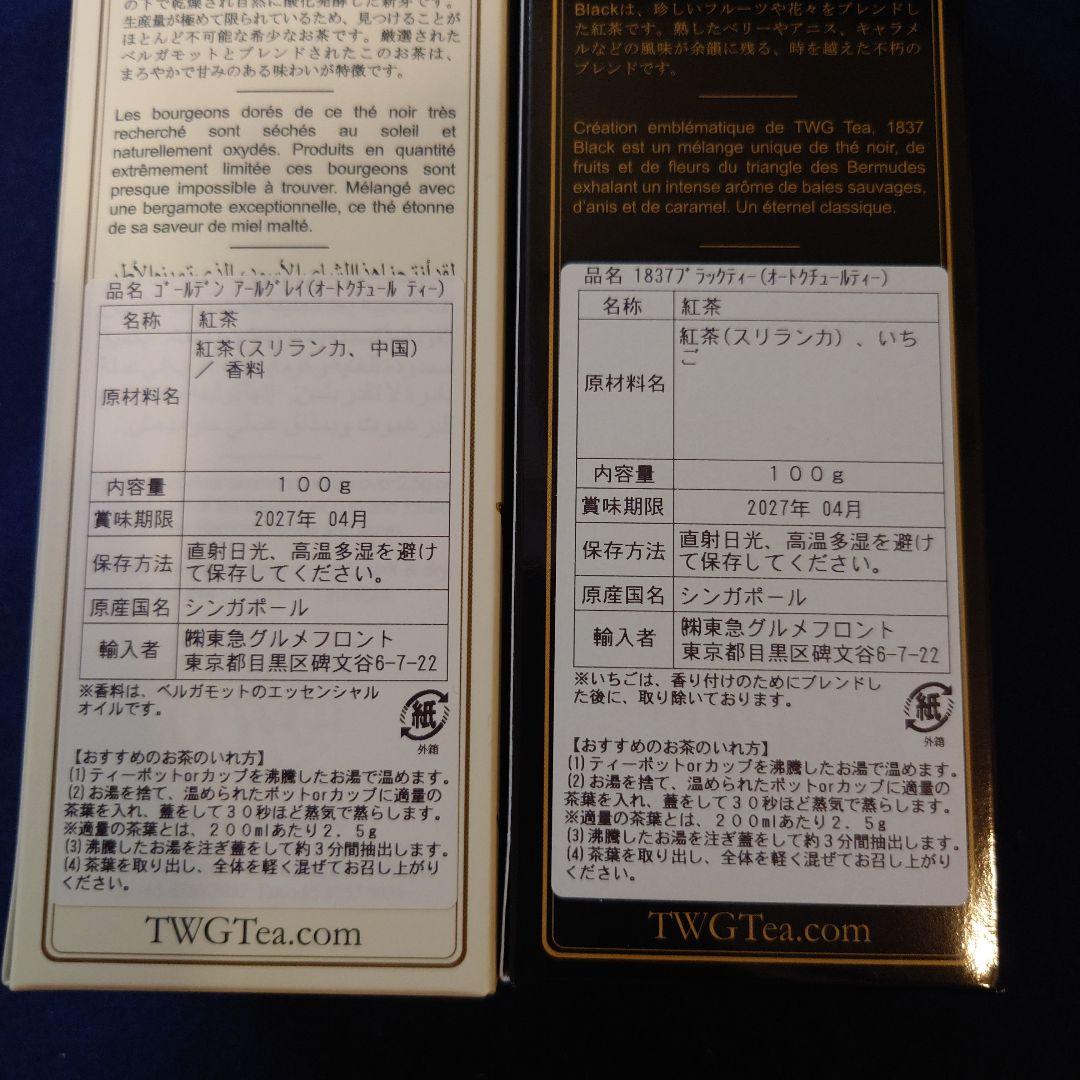 の下で乾燥され自然に酸化発酵した新芽です。
生産量が極めて限られているため、見つけることが
ほとんど不可能な希少なお茶です。厳選された
ベルガモットとブレンドされたこのお茶は、
まろやかで甘みのある味わいが特徴です。
Les bourgeons dorés de ce thé noir très
recherché sont séchés au soleil et
naturellement oxydés. Produits en quantité
extrêmement limitée ces bourgeons sont
presque impossible à trouver. Mélangé avec
une bergamote exceptionnelle, ce thé étonne
de sa saveur de miel malté.
品名 ｺﾞｰﾙﾃﾞﾝ ｱｰﾙｸﾞﾚｲ(ｵｰﾄｸﾁｭｰﾙ ﾃｨｰ)
名称 紅茶
原材料名 紅茶(スリランカ、中国)
／ 香料
内容量 １００ｇ
賞味期限 2027年 04月
保存方法 直射日光、高温多湿を避け
て保存してください。
原産国名 シンガポール
輸入者 ㈱東急グルメフロント
東京都目黒区碑文谷6-7-22
※香料は、ベルガモットのエッセンシャル
オイルです。
紙
外箱
【おすすめのお茶のいれ方】
(1)ティーポットorカップを沸騰したお湯で温めます。
(2)お湯を捨て、温められたポットorカップに適量の
茶葉を入れ、蓋をして３０秒ほど蒸気で蒸らします。
※適量の茶葉とは、２００mlあたり２．５g
(3)沸騰したお湯を注ぎ蓋をして約３分間抽出します。
(4)茶葉を取り出し、全体を軽く混ぜてお召し上がり
ください。
TWGTea.com
Blackは、珍しいフルーツや花々をブレンドし
た紅茶です。熟したベリーやアニス、キャラメ
ルなどの風味が余韻に残る、時を越えた不朽の
ブレンドです。
Création emblématique de TWG Tea, 1837
Black est un mélange unique de thé noir, de
fruits et de fleurs du triangle des Bermudes
exhalant un intense arôme de baies sauvages,
d'anis et de caramel. Un éternel classique.
品名 1837ﾌﾞﾗｯｸﾃｨｰ(ｵｰﾄｸﾁｭｰﾙﾃｨｰ)
名称 紅茶
原材料名 紅茶(スリランカ) 、いち
ご
内容量 １００ｇ
賞味期限 2027年 04月
保存方法 直射日光、高温多湿を避け
て保存してください。
原産国名 シンガポール
輸入者 ㈱東急グルメフロント
東京都目黒区碑文谷6-7-22
※いちごは、香り付けのためにブレンドし
た後に、取り除いております。
紙
外箱
【おすすめのお茶のいれ方】
(1)ティーポットorカップを沸騰したお湯で温めます。
(2)お湯を捨て、温められたポットorカップに適量の
茶葉を入れ、蓋をして３０秒ほど蒸気で蒸らします。
※適量の茶葉とは、２００mlあたり２．５g
(3)沸騰したお湯を注ぎ蓋をして約３分間抽出します。
(4)茶葉を取り出し、全体を軽く混ぜてお召し上がり
ください。
TWGTea.com